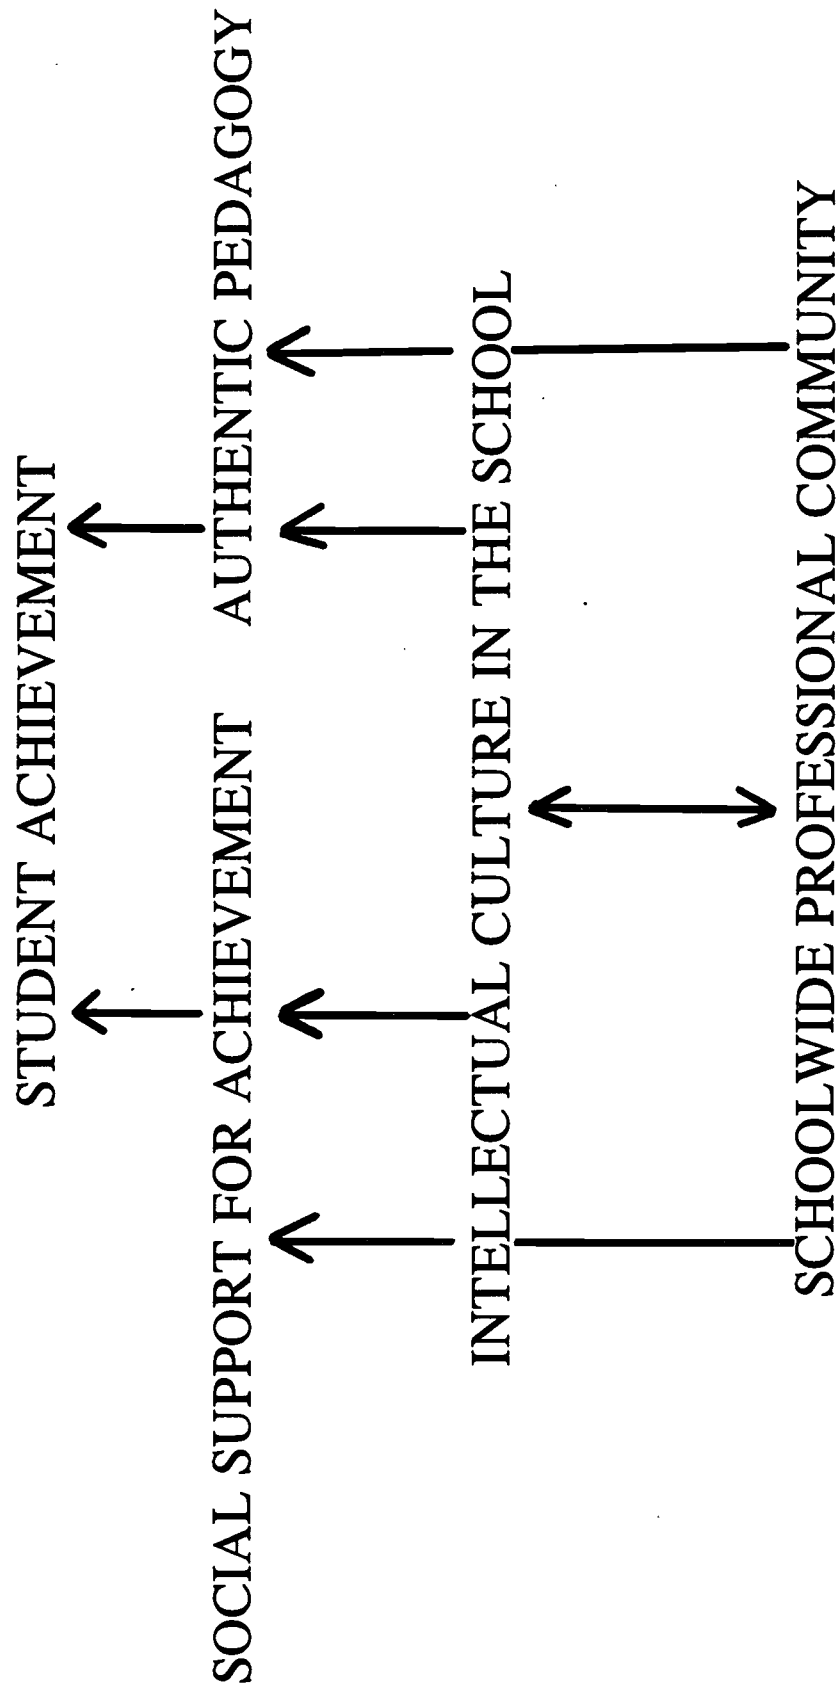 STUDENT ACHIEVEMENT
SOCIAL SUPPORT FOR ACHIEVEMENT AUTHENTIC PEDAGOGY
INTELLECTUAL CULTURE IN THE SCHOOL
SCHOOLWIDE PROFESSIONAL COMMUNITY